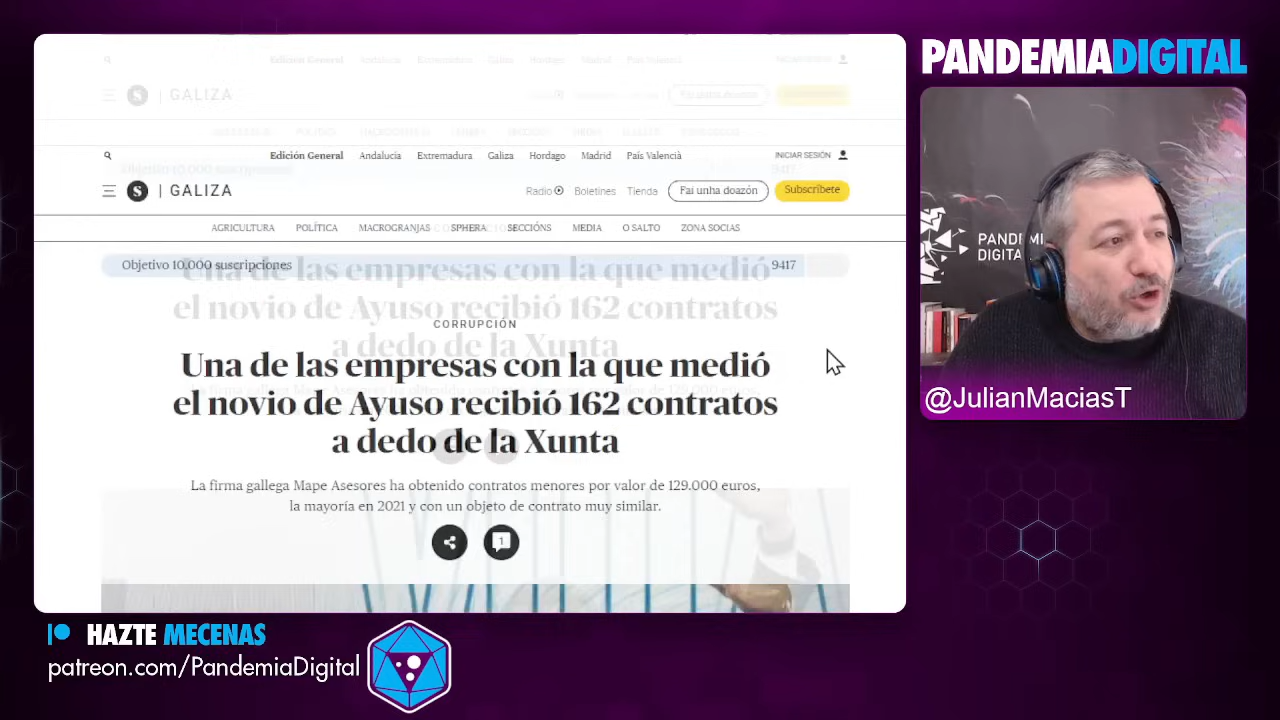 PANDEMIADIGITAL
Edición General Andalucía Extremadura Galiza Hordago Madrid País Valencià INICIAR SESIÓN
S | GALIZA Radio Boletines Tienda Fai unha doazón Subscríbete
AGRICULTURA POLÍTICA MACROGRANJAS SPHERA SECCIÓNS MEDIA O SALTO ZONA SOCIAS
Objetivo 10.000 suscripciones 9417
CORRUPCIÓN
Una de las empresas con la que medió
el novio de Ayuso recibió 162 contratos
a dedo de la Xunta
La firma gallega Mape Asesores ha obtenido contratos menores por valor de 129.000 euros,
la mayoría en 2021 y con un objeto de contrato muy similar.
1
PANDEMI
DIGITA
@JulianMaciasT
HAZTE MECENAS
patreon.com/PandemiaDigital